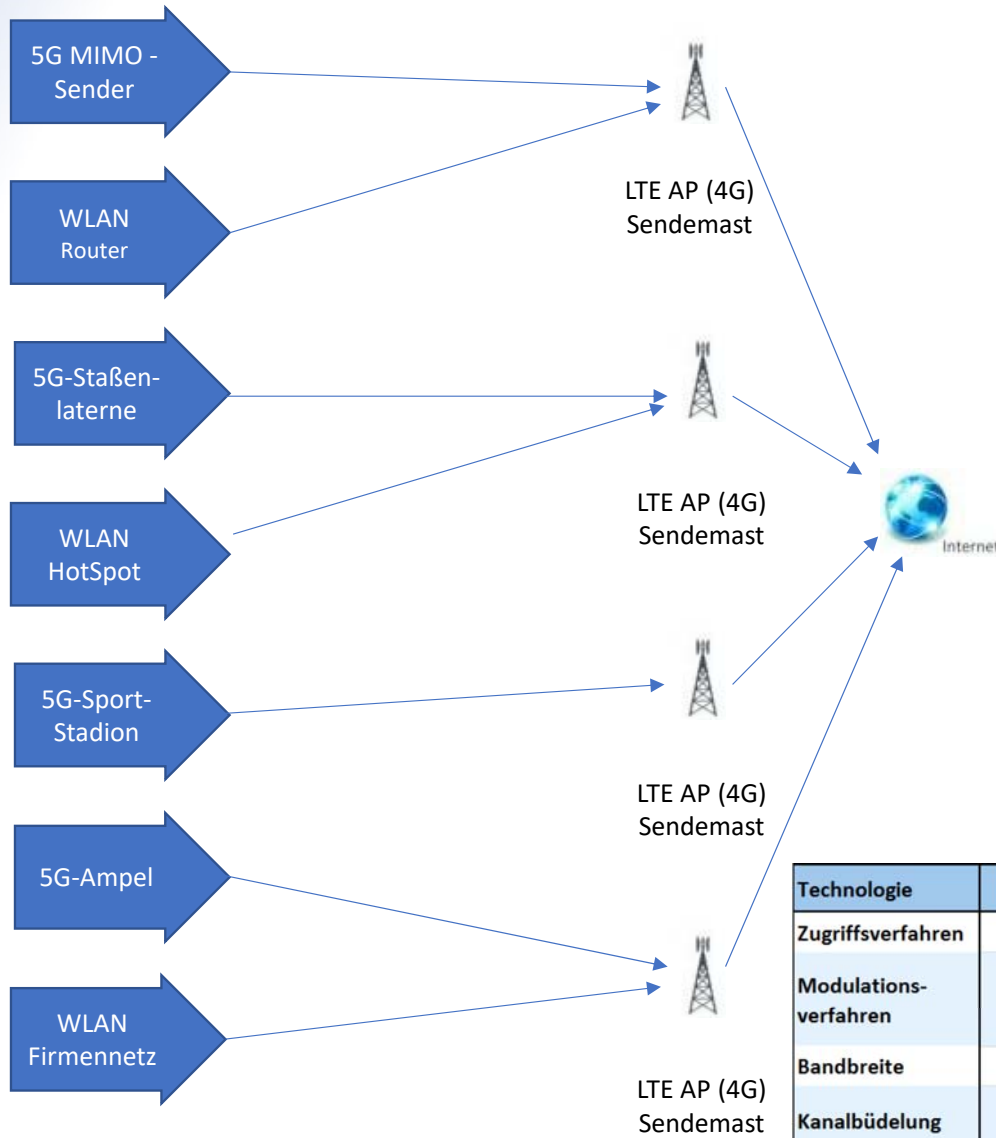 5G MIMO -
Sender
WLAN
Router
5G-Staßen-
laterne
WLAN
HotSpot
5G-Sport-
Stadion
5G-Ampel
WLAN
Firmennetz
LTE AP (4G)
Sendemast
LTE AP (4G)
Sendemast
LTE AP (4G)
Sendemast
LTE AP (4G)
Sendemast
Internet
Technologie
Zugriffsverfahren
Modulations-
verfahren
Bandbreite
Kanalbüdelung